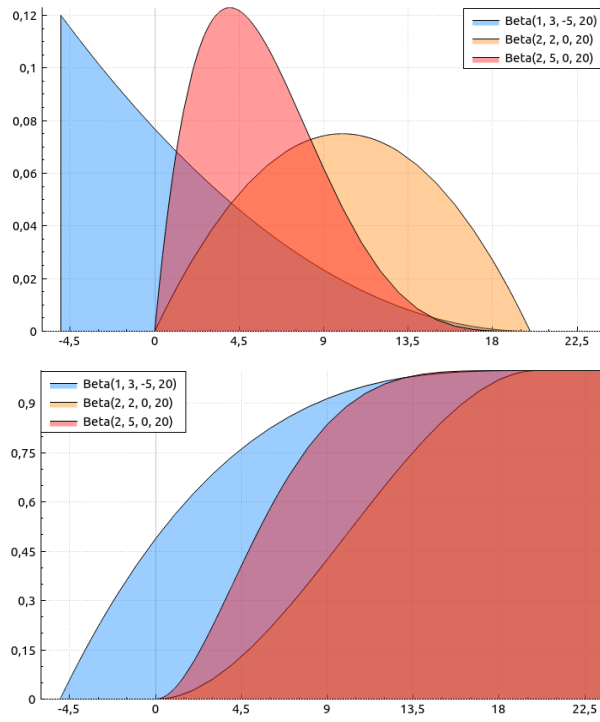 0,12
0,1
0,08
0,06
0,04
0,02
0
-4,5 0 4,5 9 13,5 18 22,5
Beta(1, 3, -5, 20)
Beta(2, 2, 0, 20)
Beta(2, 5, 0, 20)
Beta(1, 3, -5, 20)
Beta(2, 2, 0, 20)
Beta(2, 5, 0, 20)
0,9
0,75
0,6
0,45
0,3
0,15
0
-4,5 0 4,5 9 13,5 18 22,5